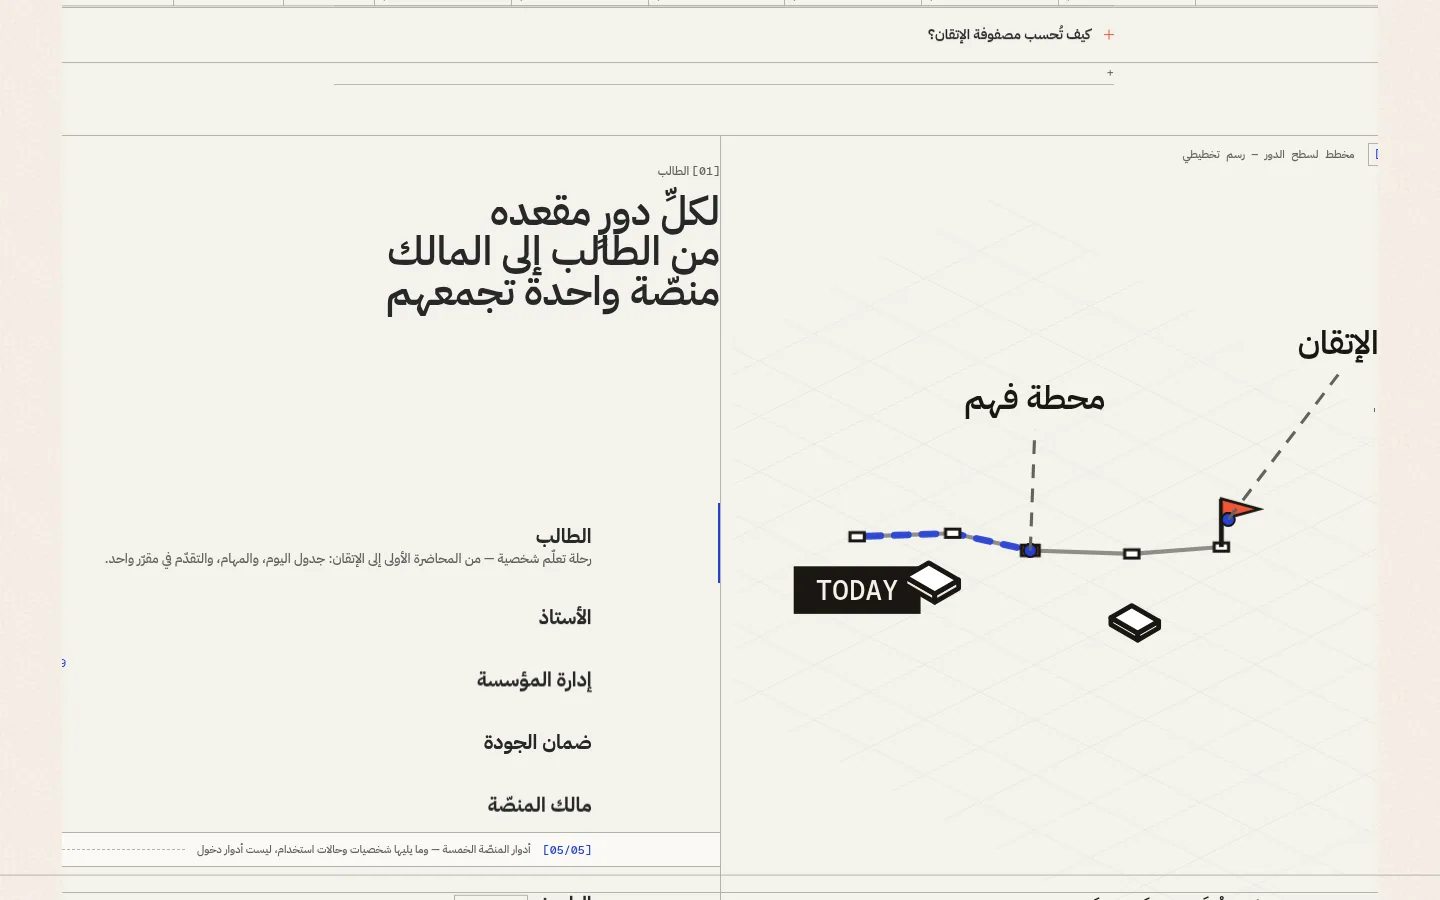 كيف تُحسب مصفوفة الإتقان؟
+
مخطط لسطح الدور — رسم تخطيطي
الإتقان
محطة فهم
TODAY
[01] الطالب
لكلِّ دورٍ مقعده
من الطالب إلى المالك
منصّة واحدة تجمعهم
الطالب
رحلة تعلّم شخصية — من المحاضرة الأولى إلى الإتقان: جدول اليوم، والمهام، والتقدّم في مقرّر واحد.
الأستاذ
إدارة المؤسسة
ضمان الجودة
مالك المنصّة
[05/05] أدوار المنصّة الخمسة — وما يليها شخصيات وحالات استخدام، ليست أدوار دخول